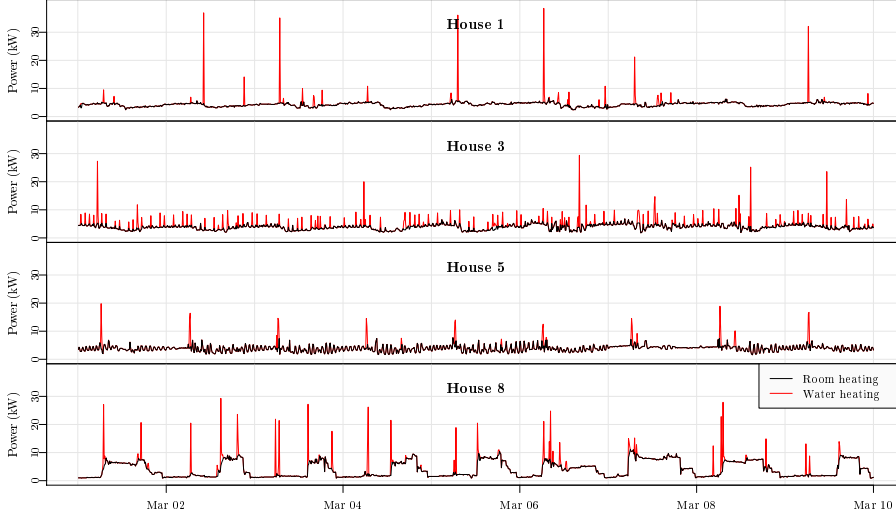 House 1
Power (kW)
0 10 20 30
House 3
Power (kW)
0 10 20 30
House 5
Power (kW)
0 10 20 30
House 8
Power (kW)
0 10 20 30
Room heating
Water heating
Mar 02 Mar 04 Mar 06 Mar 08 Mar 10